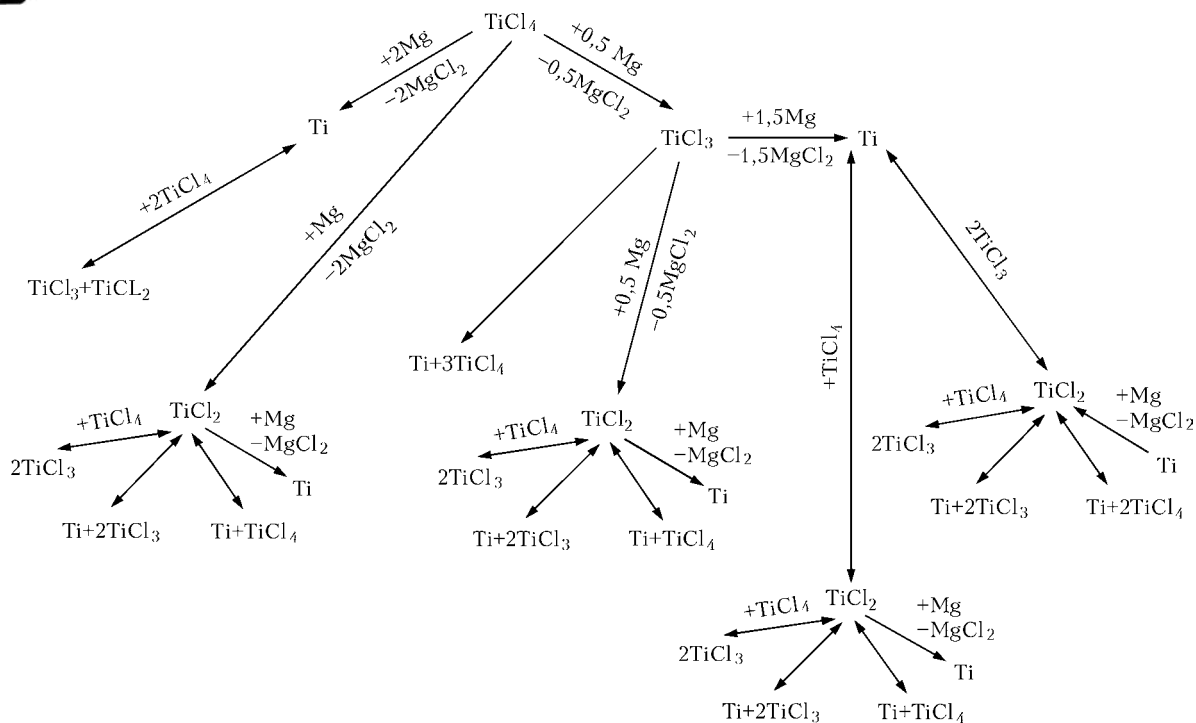 TiCl4
+2Mg
−2MgCl2
+0,5 Mg
−0,5MgCl2
Ti
TiCl3
+1,5Mg
−1,5MgCl2
Ti
+2TiCl4
TiCl3+TiCL2
+Mg
−2MgCl2
+0,5 Mg
−0,5MgCl2
2TiCl3
+TiCl4
Ti+3TiCl4
TiCl2
+TiCl4
+Mg
−MgCl2
2TiCl3
Ti
Ti+2TiCl3
Ti+TiCl4
TiCl2
+TiCl4
+Mg
−MgCl2
2TiCl3
Ti
Ti+2TiCl3
Ti+TiCl4
TiCl2
+TiCl4
+Mg
−MgCl2
2TiCl3
Ti
Ti+2TiCl3
Ti+2TiCl4
TiCl2
+TiCl4
+Mg
−MgCl2
2TiCl3
Ti
Ti+2TiCl3
Ti+TiCl4